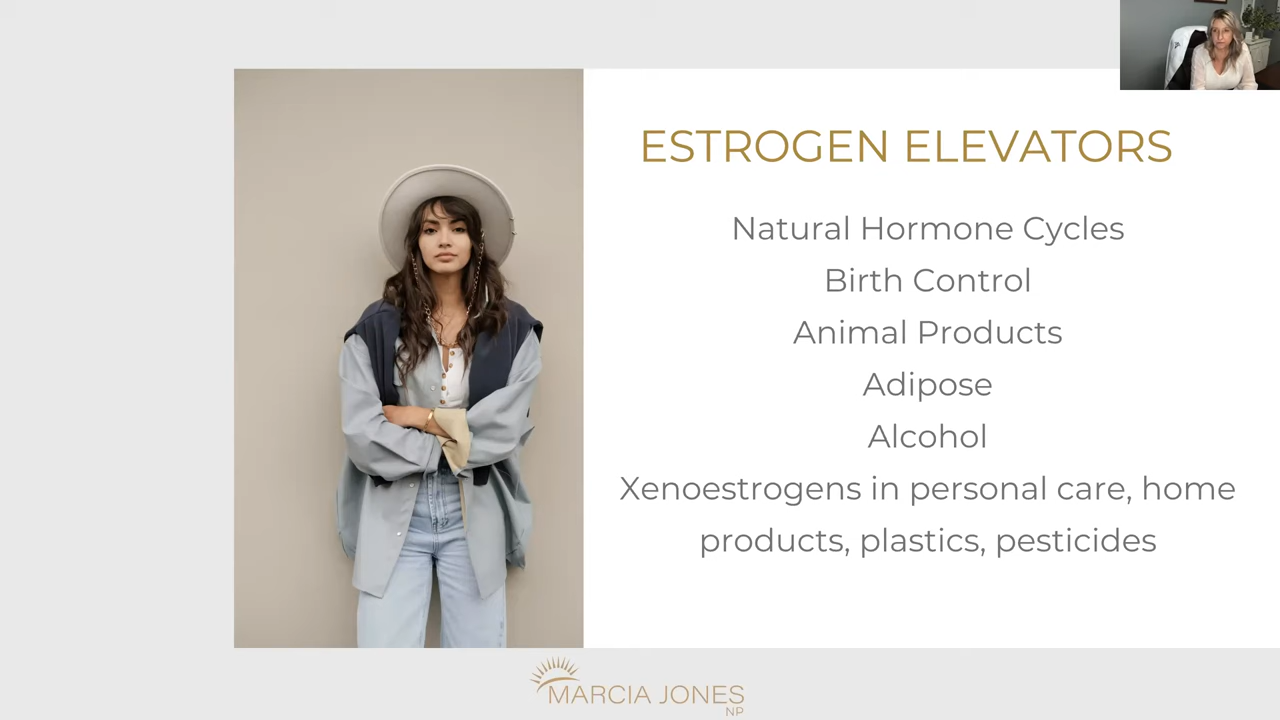 ESTROGEN ELEVATORS
Natural Hormone Cycles
Birth Control
Animal Products
Adipose
Alcohol
Xenoestrogens in personal care, home
products, plastics, pesticides
MARCIA JONES
NP